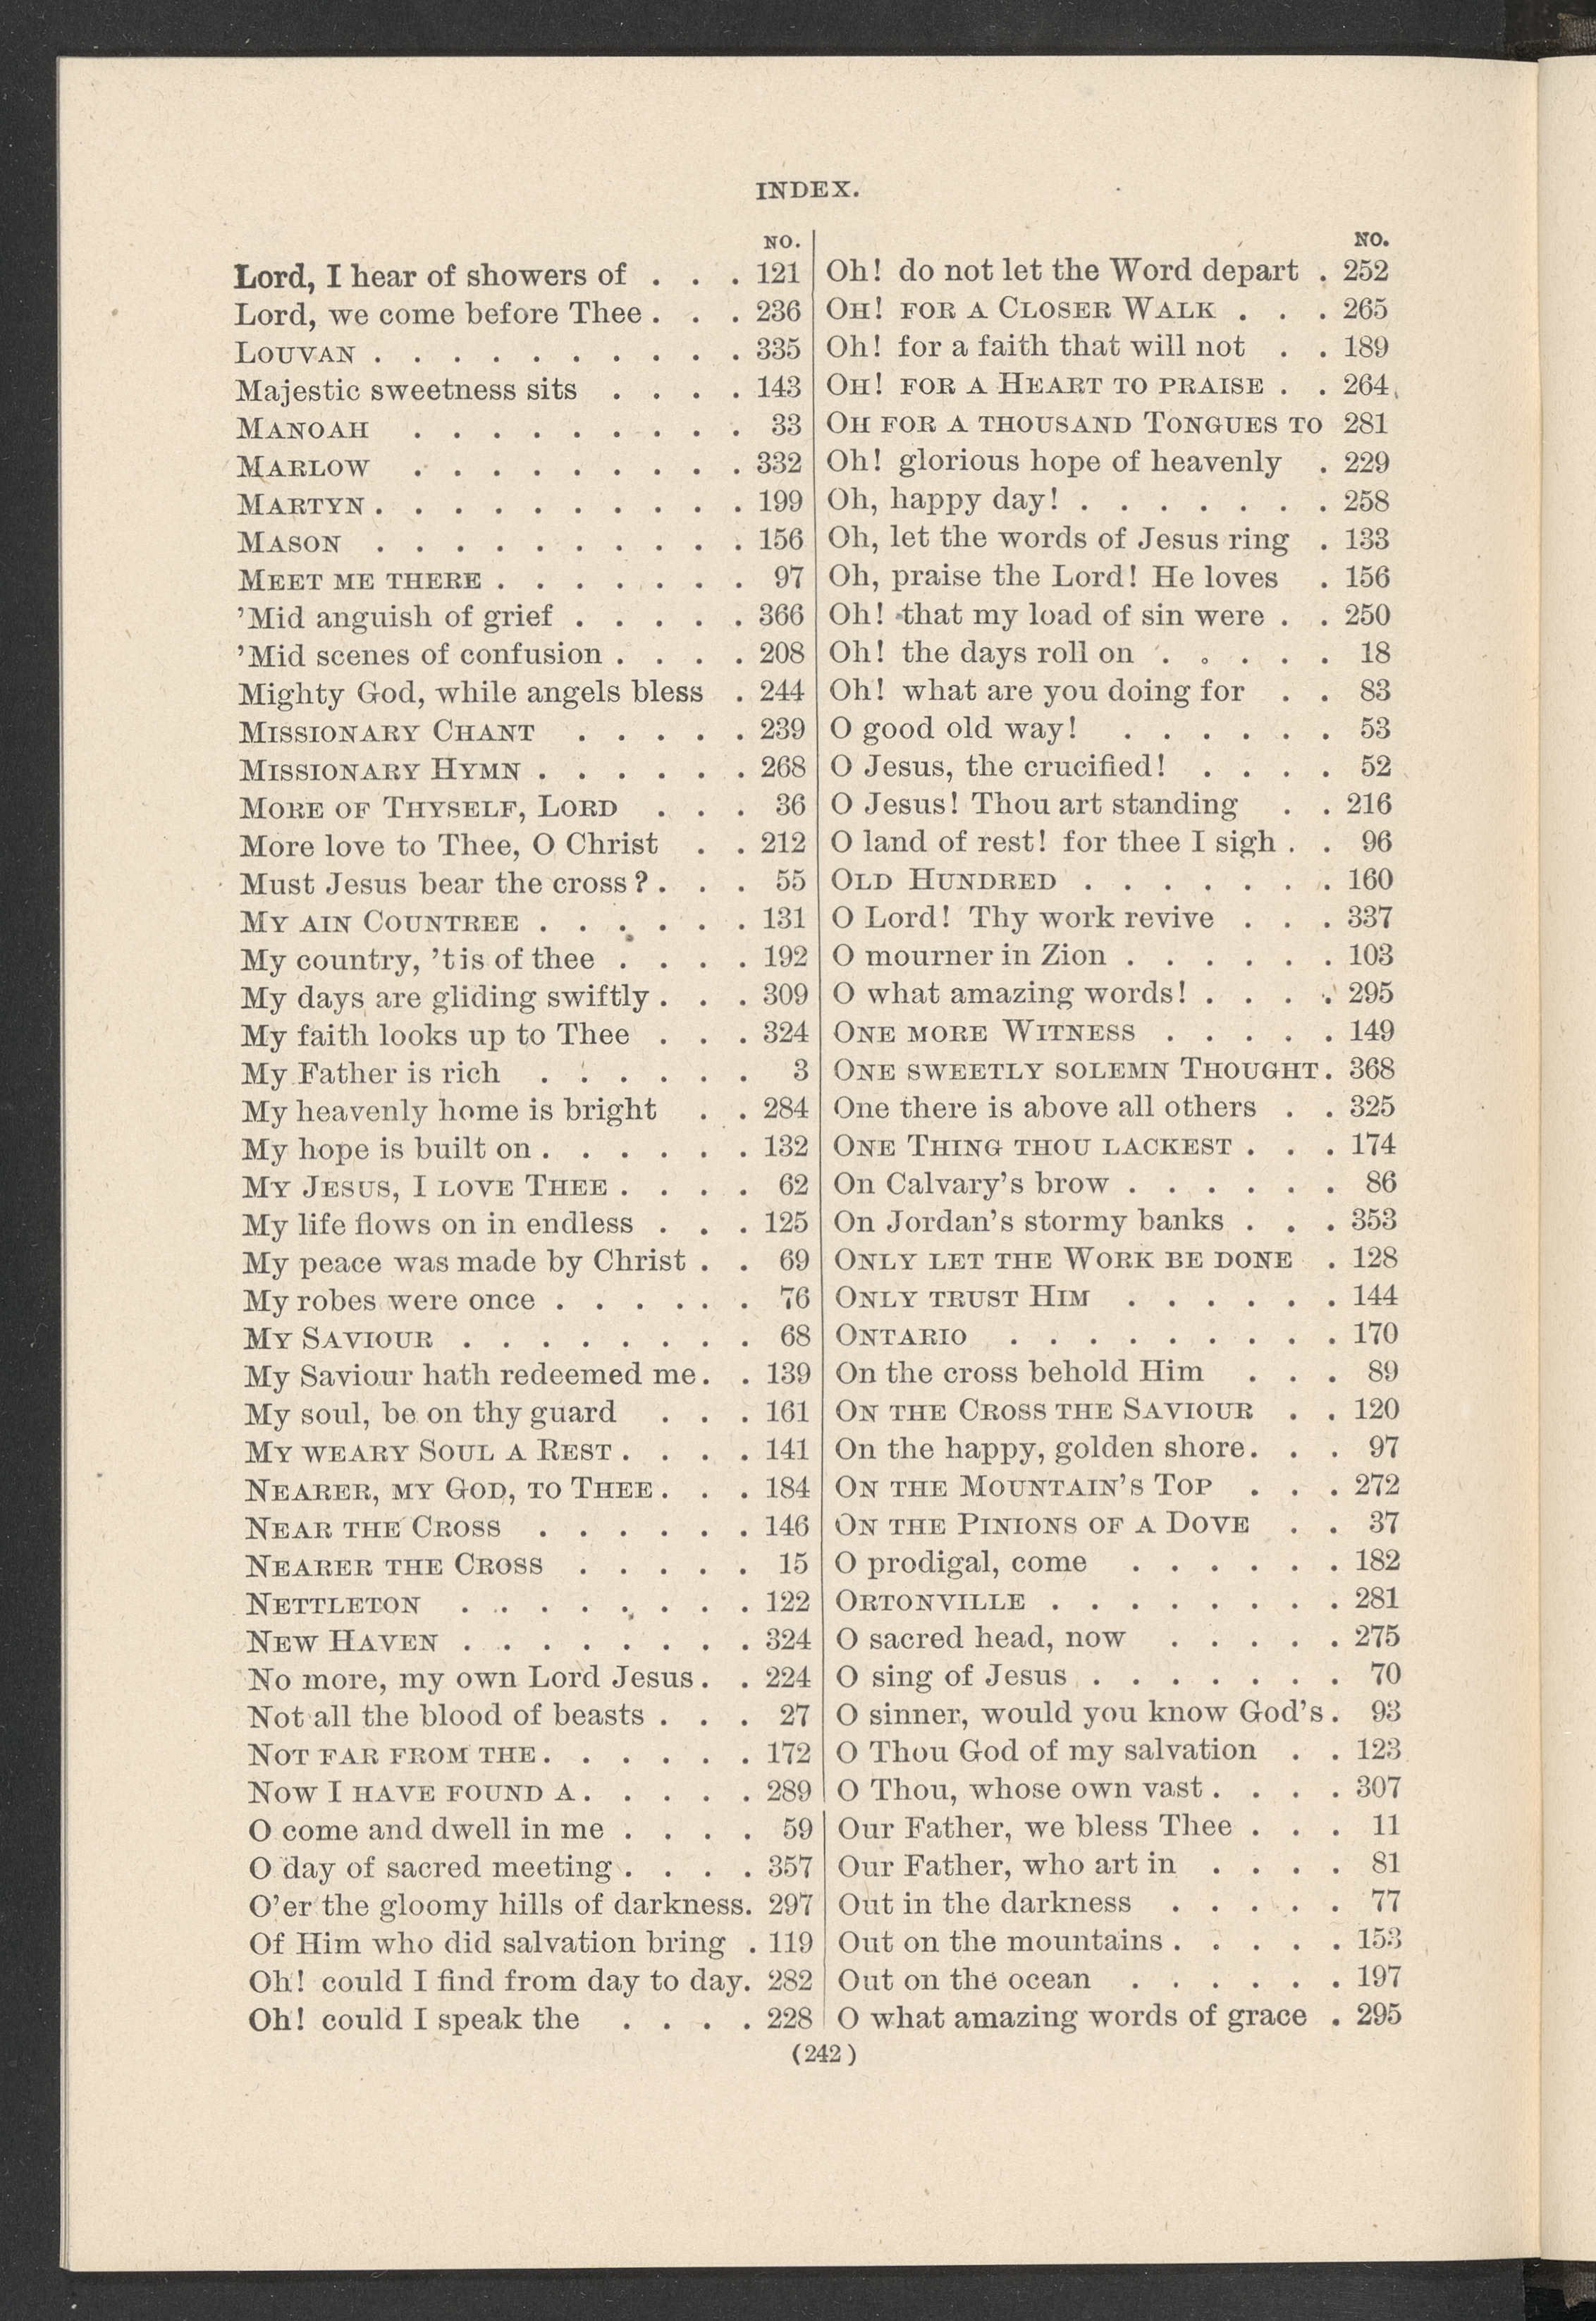 INDEX.
NO.
Lord, I hear of showers of . . . 121
Lord, we come before Thee . . . 236
LOUVAN . . . . . . . . . . 335
Majestic sweetness sits . . . . 143
MANOAH . . . . . . . . . 33
MARLOW . . . . . . . . . 332
MARTYN . . . . . . . . . . 199
MASON . . . . . . . . . . 156
MEET ME THERE . . . . . . . 97
'Mid anguish of grief . . . . . 366
'Mid scenes of confusion . . . . 208
Mighty God, while angels bless . 244
MISSIONARY CHANT . . . . . 239
MISSIONARY HYMN . . . . . . 268
MORE OF THYSELF, LORD . . . 36
More love to Thee, O Christ . . 212
Must Jesus bear the cross? . . . 55
MY AIN COUNTREE . . . . . . 131
My country, 'tis of thee . . . . 192
My days are gliding swiftly . . . 309
My faith looks up to Thee . . . 324
My Father is rich . . . . . . 3
My heavenly home is bright . . 284
My hope is built on . . . . . . 132
MY JESUS, I LOVE THEE . . . . 62
My life flows on in endless . . . 125
My peace was made by Christ . . 69
My robes were once . . . . . . 76
MY SAVIOUR . . . . . . . . 68
My Saviour hath redeemed me . . 139
My soul, be on thy guard . . . 161
MY WEARY SOUL A REST . . . . 141
NEARER, MY GOD, TO THEE . . . 184
NEAR THE CROSS . . . . . . 146
NEARER THE CROSS . . . . . 15
NETTLETON . . . . . . . . 122
NEW HAVEN . . . . . . . . 324
No more, my own Lord Jesus . . 224
Not all the blood of beasts . . . 27
NOT FAR FROM THE . . . . . . 172
NOW I HAVE FOUND A . . . . . 289
O come and dwell in me . . . . 59
O day of sacred meeting . . . . 357
O'er the gloomy hills of darkness. 297
Of Him who did salvation bring . 119
Oh! could I find from day to day. 282
Oh! could I speak the . . . . 228
NO.
Oh! do not let the Word depart . 252
OH! FOR A CLOSER WALK . . . 265
Oh! for a faith that will not . . 189
OH! FOR A HEART TO PRAISE . . 264
OH FOR A THOUSAND TONGUES TO 281
Oh! glorious hope of heavenly . 229
Oh, happy day! . . . . . . . 258
Oh, let the words of Jesus ring . 133
Oh, praise the Lord! He loves . 156
Oh! that my load of sin were . . 250
Oh! the days roll on . . . . . 18
Oh! what are you doing for . . 83
O good old way! . . . . . . 53
O Jesus, the crucified! . . . . 52
O Jesus! Thou art standing . . 216
O land of rest! for thee I sigh . . 96
OLD HUNDRED . . . . . . . 160
O Lord! Thy work revive . . . 337
O mourner in Zion . . . . . . 103
O what amazing words! . . . . 295
ONE MORE WITNESS . . . . . 149
ONE SWEETLY SOLEMN THOUGHT. 368
One there is above all others . . 325
ONE THING THOU LACKEST . . . 174
On Calvary's brow . . . . . . 86
On Jordan's stormy banks . . . 353
ONLY LET THE WORK BE DONE . 128
ONLY TRUST HIM . . . . . . 144
ONTARIO . . . . . . . . . 170
On the cross behold Him . . . 89
ON THE CROSS THE SAVIOUR . . 120
On the happy, golden shore. . . 97
ON THE MOUNTAIN'S TOP . . . 272
ON THE PINIONS OF A DOVE . . 37
O prodigal, come . . . . . . 182
ORTONVILLE . . . . . . . . 281
O sacred head, now . . . . . 275
O sing of Jesus . . . . . . . 70
O sinner, would you know God's. 93
O Thou God of my salvation . . 123
O Thou, whose own vast . . . . 307
Our Father, we bless Thee . . . 11
Our Father, who art in . . . . 81
Out in the darkness . . . . . 77
Out on the mountains . . . . . 153
Out on the ocean . . . . . . 197
O what amazing words of grace . 295
(242)